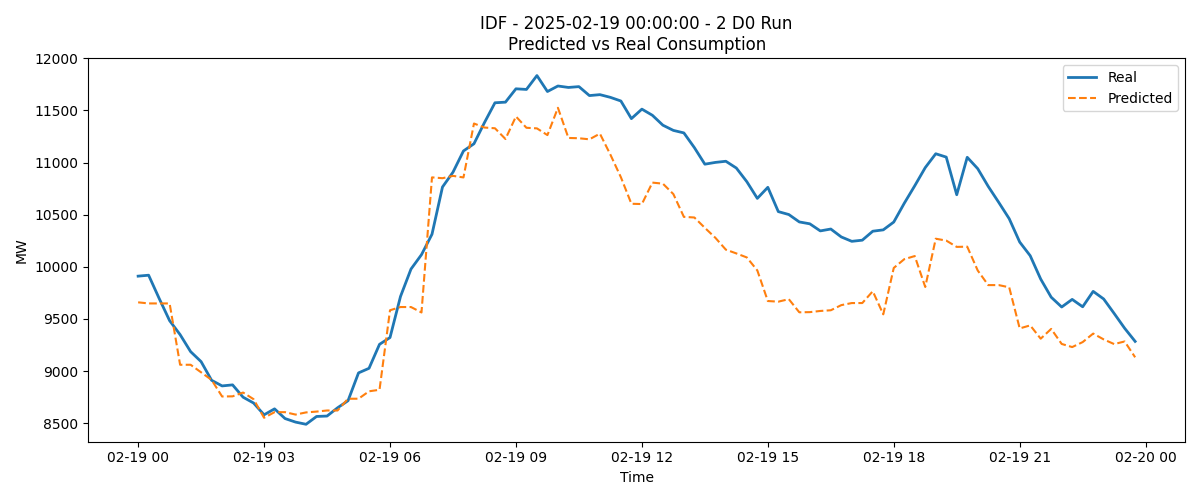 IDF - 2025-02-19 00:00:00 - 2 D0 Run
Predicted vs Real Consumption
12000
11500
11000
10500
10000
9500
9000
8500
MW
Real
Predicted
02-19 00
02-19 03
02-19 06
02-19 09
02-19 12
02-19 15
02-19 18
02-19 21
02-20 00
Time